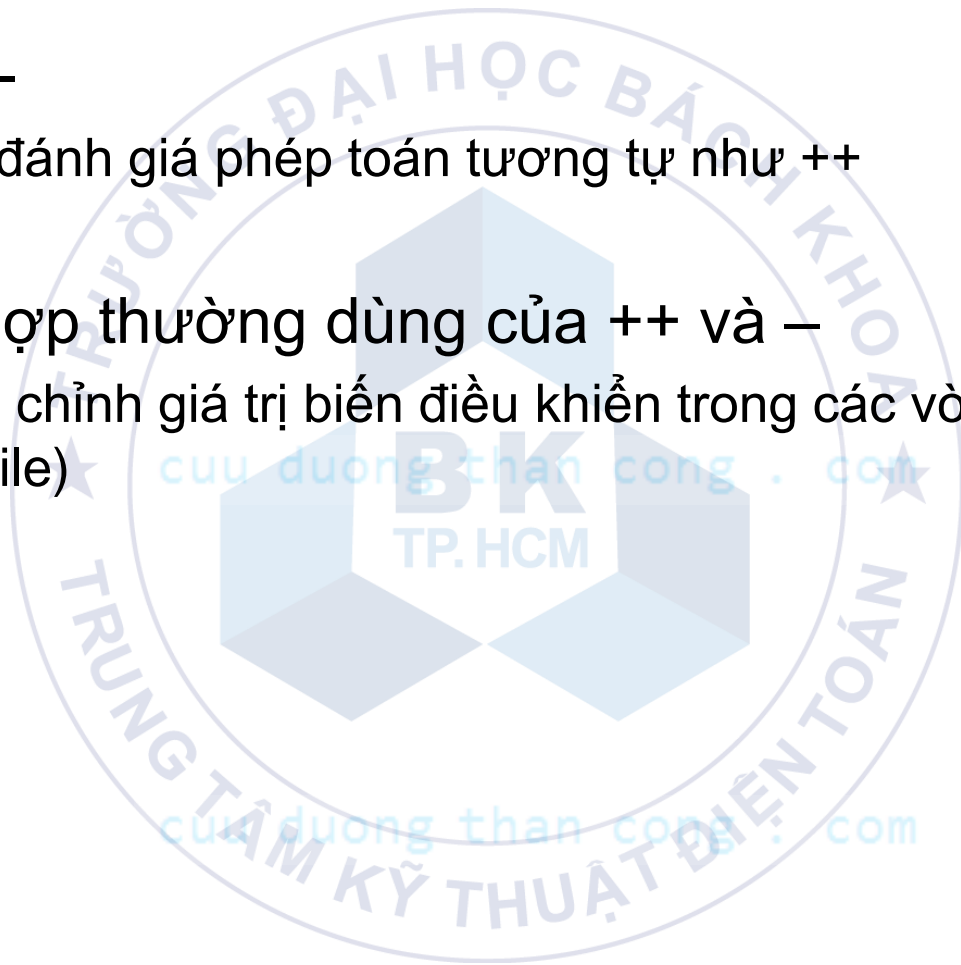 –
đánh giá phép toán tương tự như ++
ợp thường dùng của ++ và –
chỉnh giá trị biến điều khiển trong các vò
ile)
TRƯỜNG ĐẠI HỌC BÁCH KHOA
cuu duong than cong . com
BK
TP. HCM
cuu duong than cong . com
TRUNG TÂM KỸ THUẬT ĐIỆN TOÁN